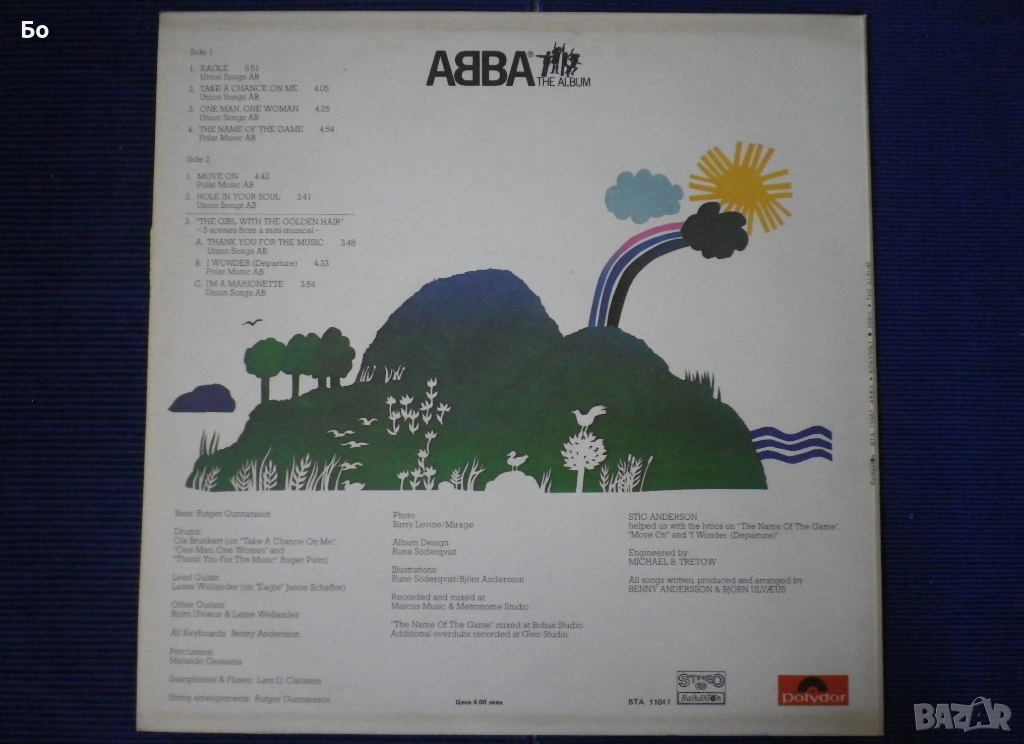 Бо
ABBA®
THE ALBUM
Side 1
1. EAGLE 5.51
Union Songs AB
2. TAKE A CHANCE ON ME 4.05
Union Songs AB
3. ONE MAN, ONE WOMAN 4.25
Union Songs AB
4. THE NAME OF THE GAME 4.54
Polar Music AB
Side 2
1. MOVE ON 4.42
Polar Music AB
2. HOLE IN YOUR SOUL 3.41
Union Songs AB
3. "THE GIRL WITH THE GOLDEN HAIR"
– 3 scenes from a mini-musical –
A. THANK YOU FOR THE MUSIC 3.48
Union Songs AB
B. I WONDER (Departure) 4.33
Polar Music AB
C. I'M A MARIONETTE 3.54
Union Songs AB
Bass: Rutger Gunnarsson
Drums:
Ola Brunkert (on "Take A Chance On Me",
"One Man, One Woman" and
"Thank You For The Music" Roger Palm)
Lead Guitar:
Lasse Wellander (on "Eagle" Janne Schaffer)
Other Guitars:
Björn Ulvæus & Lasse Wellander
All Keyboards: Benny Andersson
Percussion:
Malando Gassama
Saxophones & Flutes: Lars O. Carlsson
String arrangements: Rutger Gunnarsson
Photo:
Barry Levine/Mirage
Album Design:
Rune Söderqvist
Illustrations:
Rune Söderqvist/Björn Andersson
Recorded and mixed at
Marcus Music & Metronome Studio
"The Name Of The Game" mixed at Bohus Studio.
Additional overdubs recorded at Glen Studio.
STIG ANDERSON
helped us with the lyrics on "The Name Of The Game",
"Move On" and "I Wonder (Departure)"
Engineered by:
MICHAEL B. TRETOW
All songs written, produced and arranged by
BENNY ANDERSSON & BJÖRN ULVÆUS
Цена 4.00 лева
BTA 11047
STEREO
Balkanton
Polydor
BAZAR